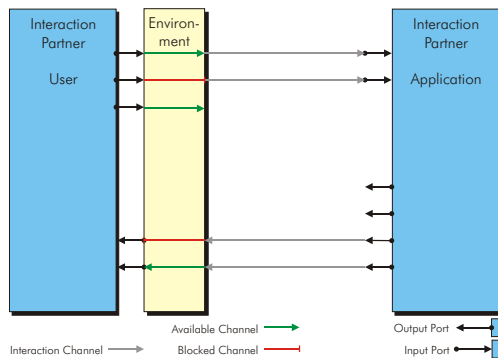 Interaction
Partner
User
Environ-
ment
Interaction
Partner
Application
Available Channel
Interaction Channel
Blocked Channel
Output Port
Input Port